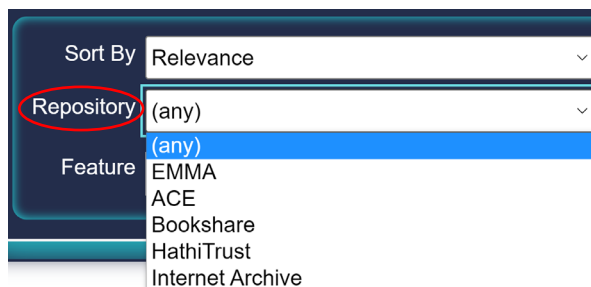 Sort By Relevance
Repository (any)
(any)
Feature EMMA
ACE
Bookshare
HathiTrust
Internet Archive